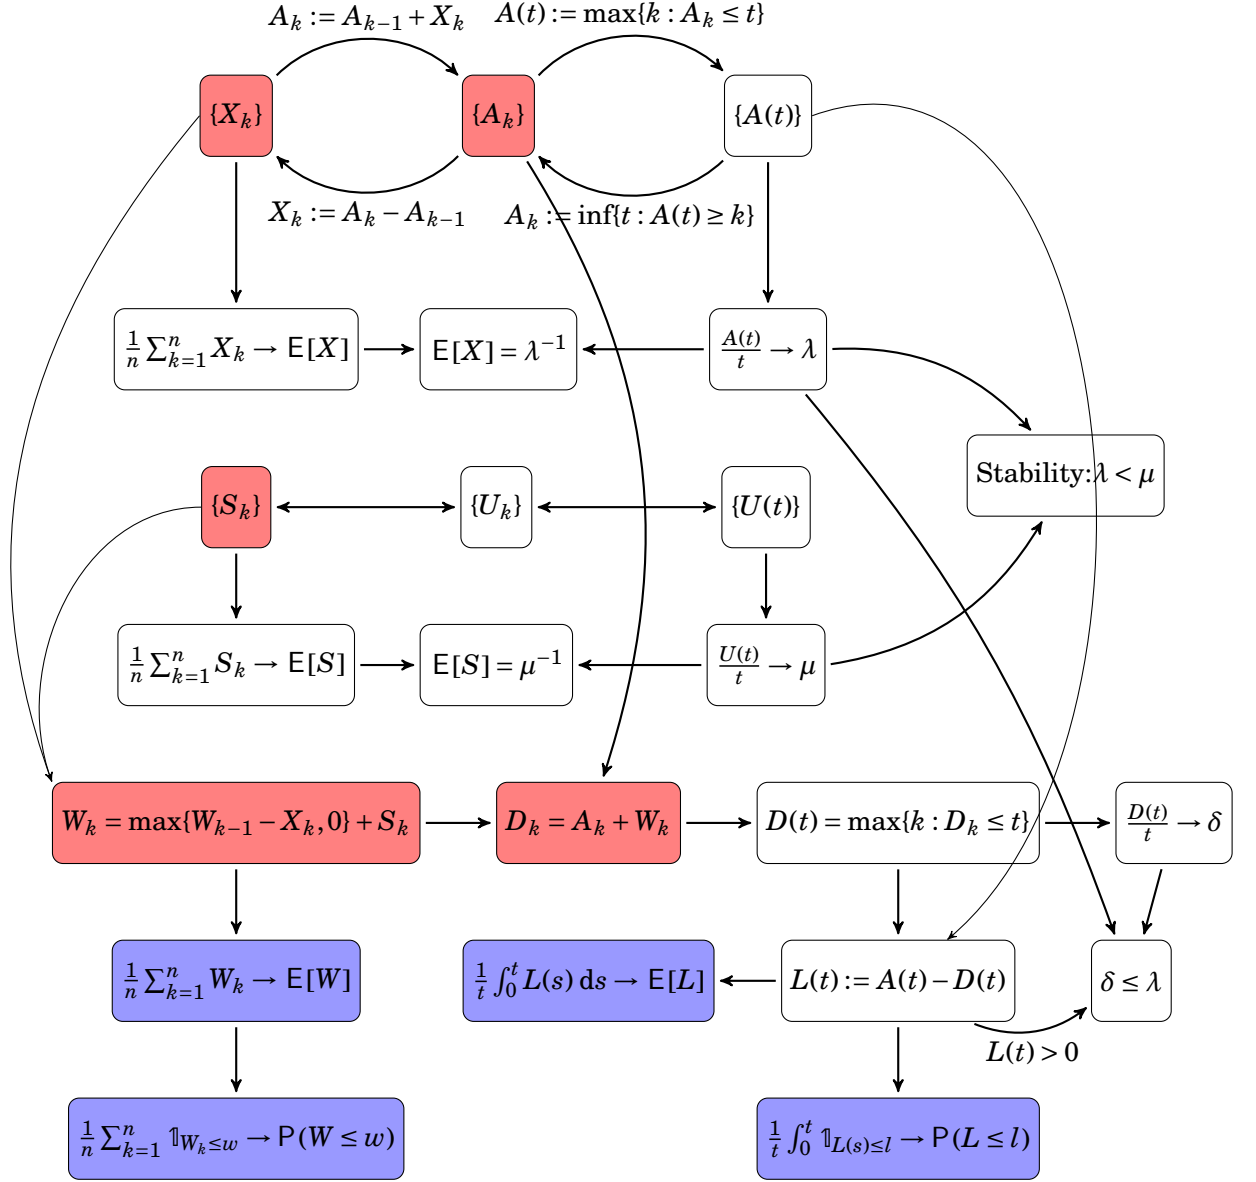 A_k := A_{k−1} + X_k
A(t) := max{k : A_k ≤ t}
{X_k}
{A_k}
{A(t)}
X_k := A_k − A_{k−1}
A_k := inf{t : A(t) ≥ k}
1/n ∑_{k=1}^n X_k → E[X]
E[X] = λ^{−1}
A(t)/t → λ
Stability: λ < μ
{S_k}
{U_k}
{U(t)}
1/n ∑_{k=1}^n S_k → E[S]
E[S] = μ^{−1}
U(t)/t → μ
W_k = max{W_{k−1} − X_k, 0} + S_k
D_k = A_k + W_k
D(t) = max{k : D_k ≤ t}
D(t)/t → δ
1/n ∑_{k=1}^n W_k → E[W]
1/t ∫_0^t L(s) ds → E[L]
L(t) := A(t) − D(t)
δ ≤ λ
L(t) > 0
1/n ∑_{k=1}^n 𝟙_{W_k ≤ w} → P(W ≤ w)
1/t ∫_0^t 𝟙_{L(s) ≤ l} → P(L ≤ l)